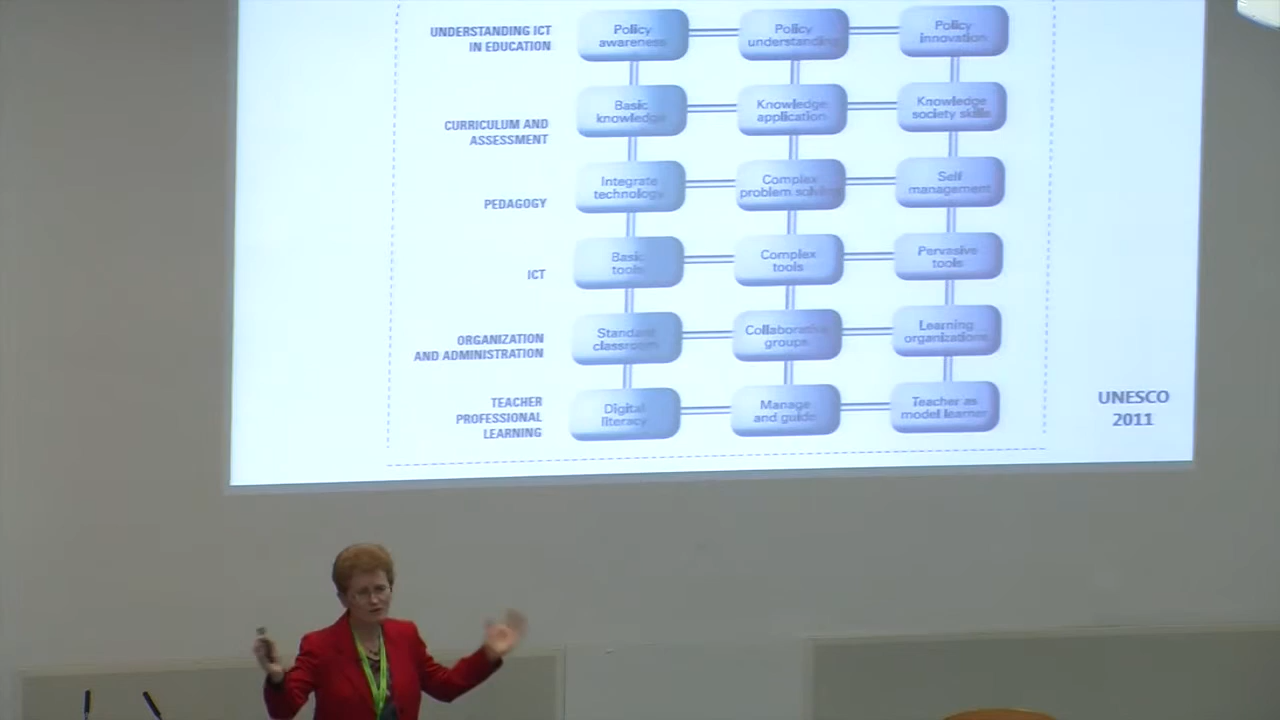 UNDERSTANDING ICT
IN EDUCATION
Policy
awareness
Policy
understanding
Policy
innovation
CURRICULUM AND
ASSESSMENT
Basic
knowledge
Knowledge
application
Knowledge
society skills
PEDAGOGY
Integrate
technology
Complex
problem solving
Self
management
ICT
Basic
tools
Complex
tools
Pervasive
tools
ORGANIZATION
AND ADMINISTRATION
Standard
classroom
Collaborative
groups
Learning
organizations
TEACHER
PROFESSIONAL
LEARNING
Digital
literacy
Manage
and guide
Teacher as
model learner
UNESCO
2011